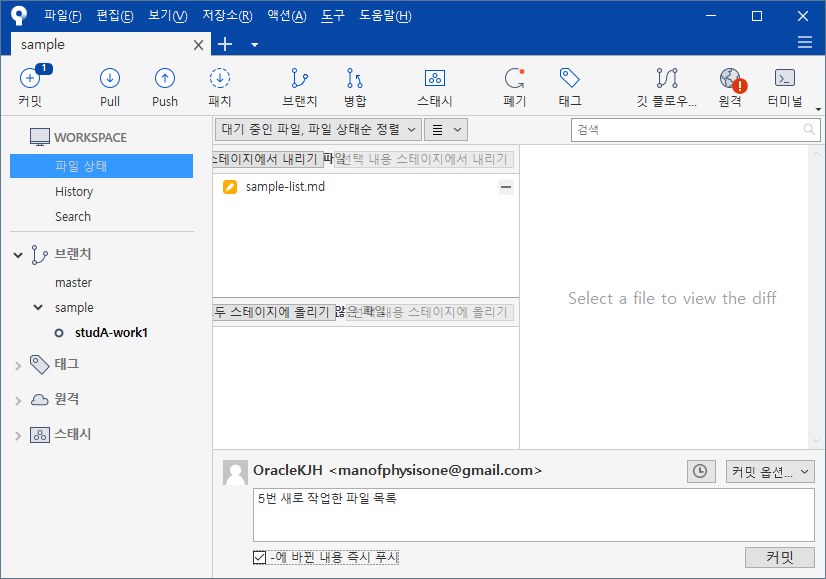 파일(F) 편집(E) 보기(V) 저장소(R) 액션(A) 도구 도움말(H)
sample
1
커밋 Pull Push 패치 브랜치 병합 스태시 폐기 태그 깃 플로우... 원격 터미널
WORKSPACE
파일 상태
History
Search
브랜치
master
sample
studA-work1
태그
원격
스태시
대기 중인 파일, 파일 상태순 정렬
검색
스테이지에서 내리기 파일 선택 내용 스테이지에서 내리기
sample-list.md
Select a file to view the diff
두 스테이지에 올리기 않은 파일 선택 내용 스테이지에 올리기
OracleKJH <manofphysisone@gmail.com>
커밋 옵션...
5번 새로 작업한 파일 목록
-에 바뀐 내용 즉시 푸시
커밋